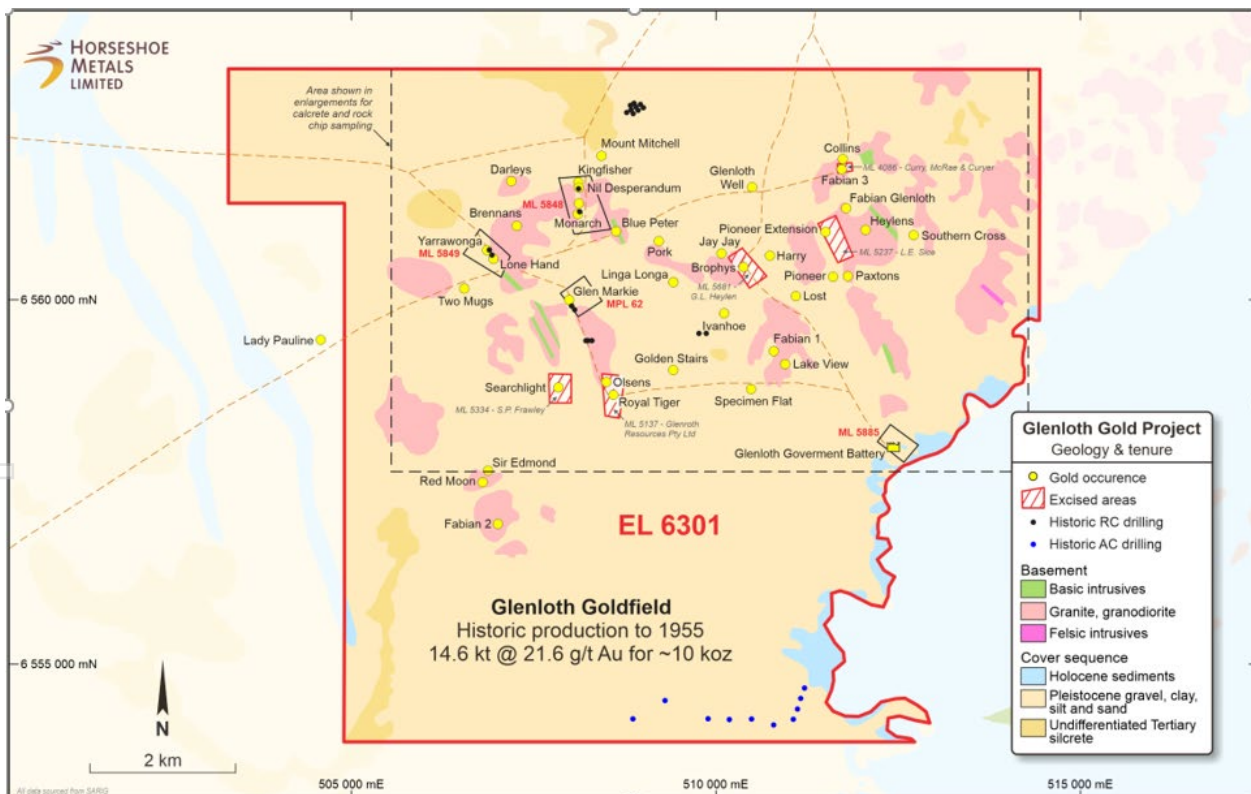 HORSESHOE
METALS
LIMITED
Area shown in
enlargements for
calcrete and rock
chip sampling
Mount Mitchell
Kingfisher
Darleys
Nil Desperandum
ML 5848
Monarch
Brennans
Blue Peter
Yarrawonga
ML 5849
Lone Hand
Pork
Two Mugs
Linga Longa
Glen Markie
MPL 62
Lady Pauline
Glenloth
Well
Collins
ML 4086 - Curry, McRae & Curyer
Fabian 3
Fabian Glenloth
Pioneer Extension
Heylens
Southern Cross
Jay Jay
Harry
ML 5237 - L.E. Sice
Brophys
Pioneer
Paxtons
ML 5661
G.L. Heylen
Lost
Ivanhoe
Fabian 1
Golden Stairs
Lake View
Searchlight
Olsens
Royal Tiger
Specimen Flat
ML 5334 - S.P. Frawley
ML 5137 - Glenroth
Resources Pty Ltd
ML 5885
Glenloth Goverment Battery
Sir Edmond
Red Moon
Fabian 2
EL 6301
Glenloth Goldfield
Historic production to 1955
14.6 kt @ 21.6 g/t Au for ~10 koz
6 560 000 mN
6 555 000 mN
N
2 km
505 000 mE
510 000 mE
515 000 mE
All data sourced from SARIG
Glenloth Gold Project
Geology & tenure
Gold occurence
Excised areas
Historic RC drilling
Historic AC drilling
Basement
Basic intrusives
Granite, granodiorite
Felsic intrusives
Cover sequence
Holocene sediments
Pleistocene gravel, clay,
silt and sand
Undifferentiated Tertiary
silcrete